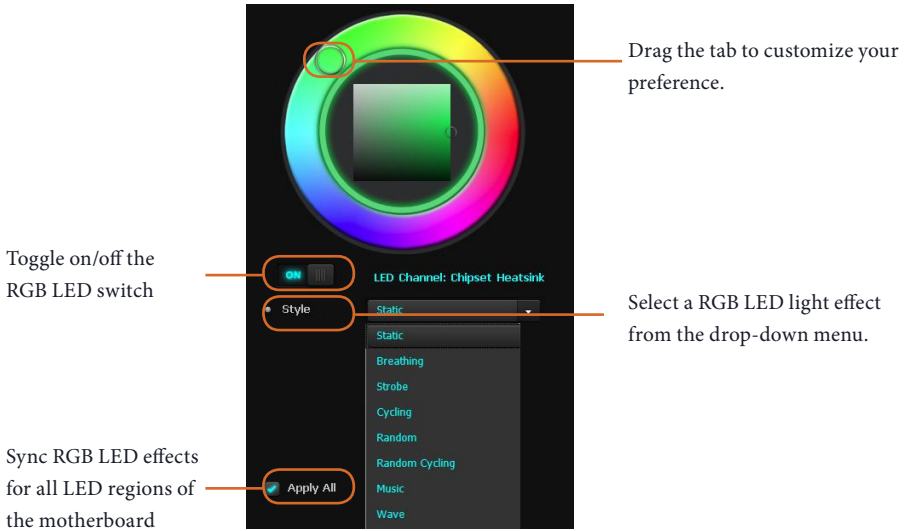 Drag the tab to customize your
preference.
Toggle on/off the
RGB LED switch
ON
LED Channel: Chipset Heatsink
Style
Static
Select a RGB LED light effect
from the drop-down menu.
Static
Breathing
Strobe
Cycling
Random
Random Cycling
Music
Wave
Sync RGB LED effects
for all LED regions of
the motherboard
Apply All